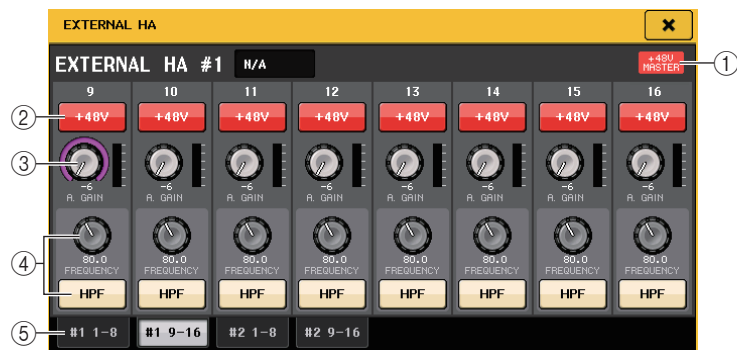 EXTERNAL HA
EXTERNAL HA #1 N/A +48V MASTER ①
9 10 11 12 13 14 15 16
② +48V +48V +48V +48V +48V +48V +48V +48V
③
-6 -6 -6 -6 -6 -6 -6 -6
A. GAIN A. GAIN A. GAIN A. GAIN A. GAIN A. GAIN A. GAIN A. GAIN
④
80.0 80.0 80.0 80.0 80.0 80.0 80.0 80.0
FREQUENCY FREQUENCY FREQUENCY FREQUENCY FREQUENCY FREQUENCY FREQUENCY FREQUENCY
HPF HPF HPF HPF HPF HPF HPF HPF
⑤ #1 1-8 #1 9-16 #2 1-8 #2 9-16